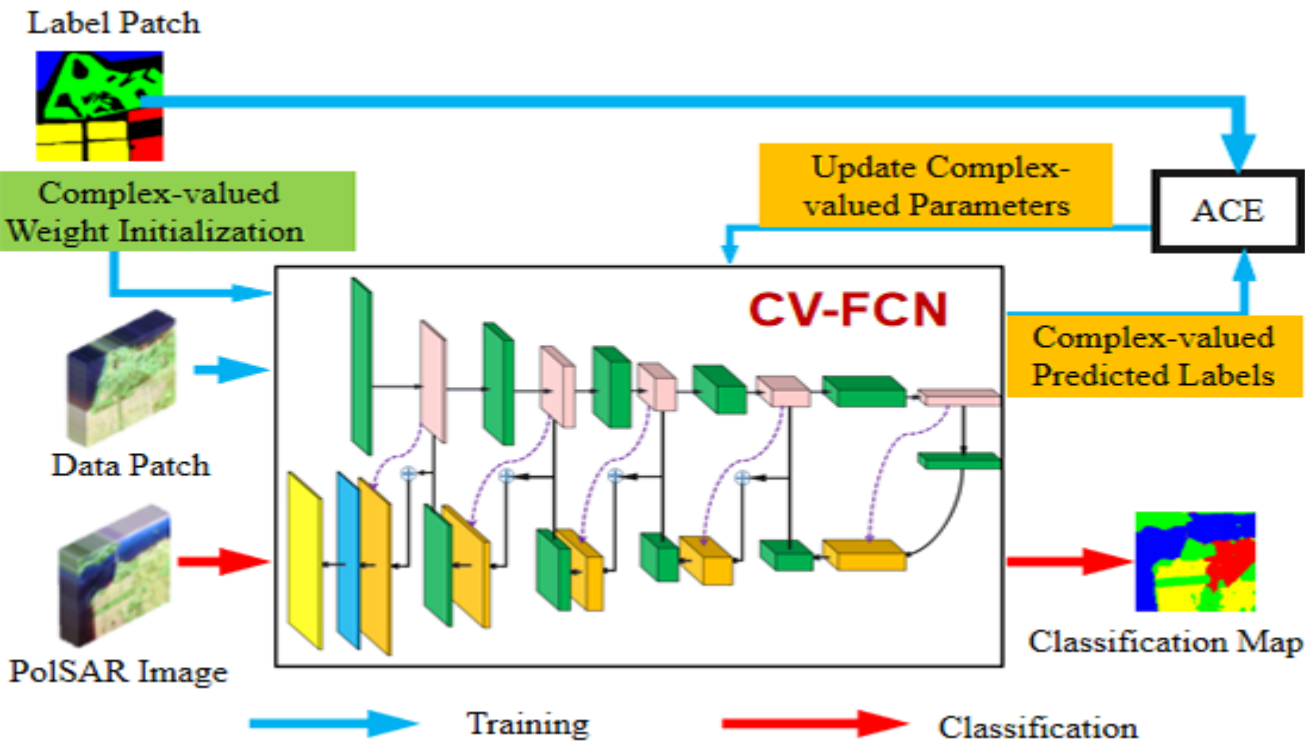 Label Patch
Complex-valued
Weight Initialization
Update Complex-
valued Parameters
ACE
CV-FCN
Complex-valued
Predicted Labels
Data Patch
PolSAR Image
Classification Map
Training
Classification